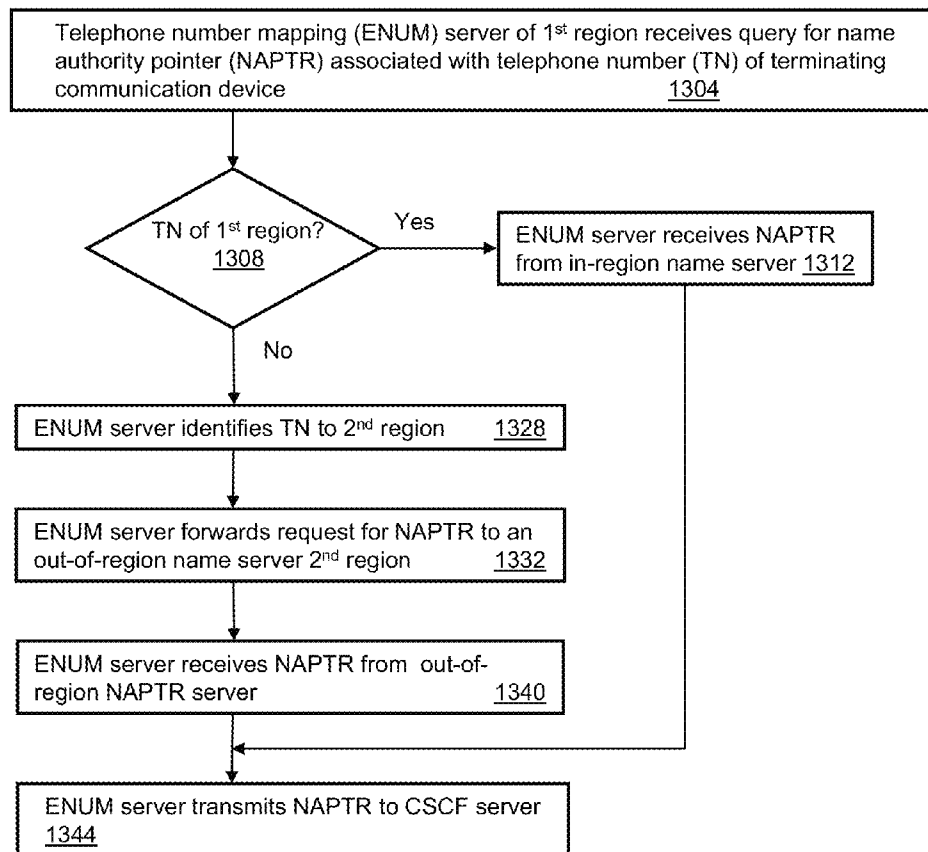 Telephone number mapping (ENUM) server of 1st region receives query for name
authority pointer (NAPTR) associated with telephone number (TN) of terminating
communication device 1304
TN of 1st region?
1308
Yes
ENUM server receives NAPTR
from in-region name server 1312
No
ENUM server identifies TN to 2nd region 1328
ENUM server forwards request for NAPTR to an
out-of-region name server 2nd region 1332
ENUM server receives NAPTR from out-of-
region NAPTR server 1340
ENUM server transmits NAPTR to CSCF server
1344